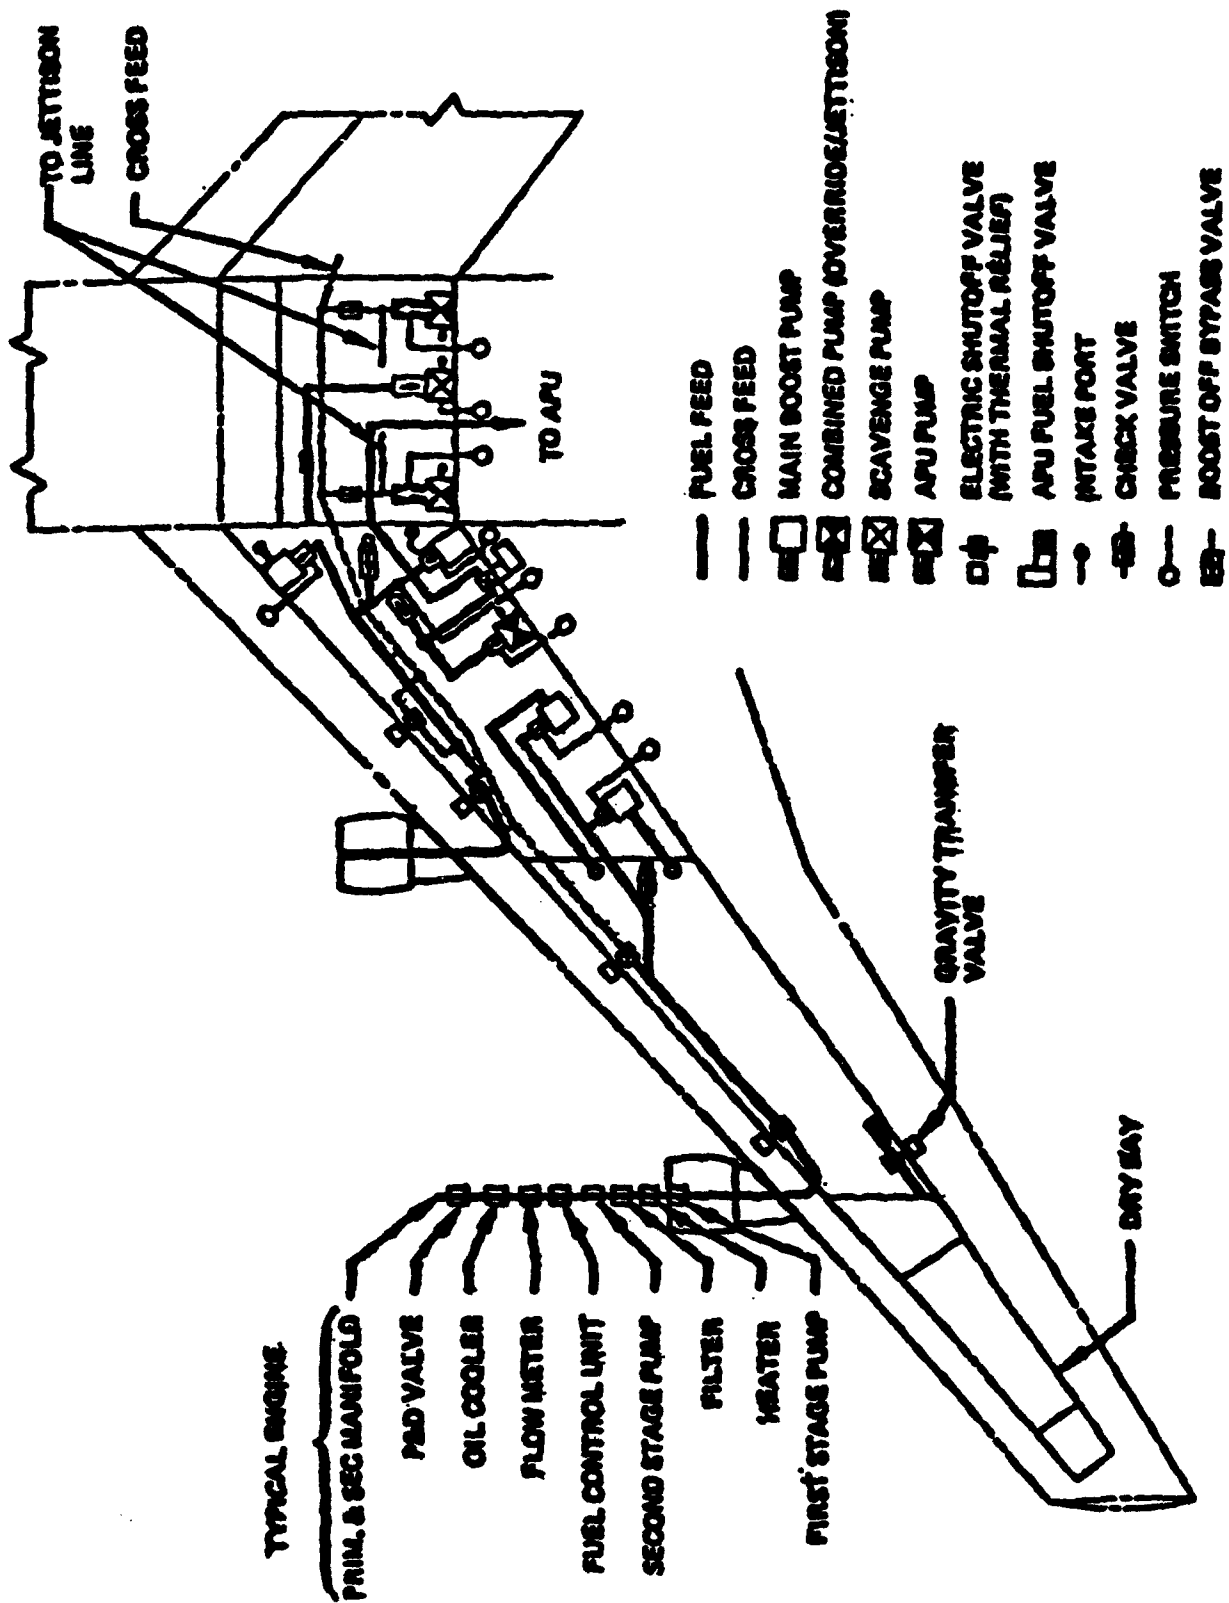 TO JETTISON
LINE
CROSS FEED
TO APU
FUEL FEED
CROSS FEED
MAIN BOOST PUMP
COMBINED PUMP (OVERRIDE/JETTISON)
SCAVENGE PUMP
APU PUMP
ELECTRIC SHUTOFF VALVE
(WITH THERMAL RELIEF)
APU FUEL SHUTOFF VALVE
INTAKE PORT
CHECK VALVE
PRESSURE SWITCH
BOOST OFF BYPASS VALVE
GRAVITY TRANSFER
VALVE
DRY BAY
TYPICAL ENGINE
PRIM. & SEC MANIFOLD
P&D VALVE
OIL COOLER
FLOW METER
FUEL CONTROL UNIT
SECOND STAGE PUMP
FILTER
HEATER
FIRST STAGE PUMP